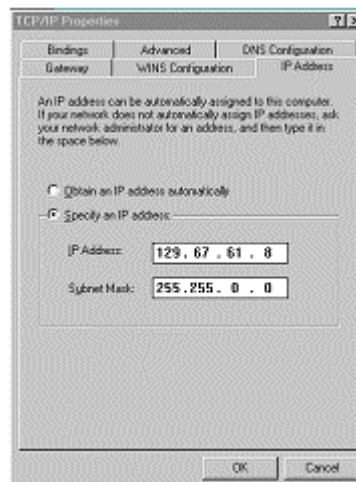 TCP/IP Properties
Bindings Advanced DNS Configuration
Gateway WINS Configuration IP Address
An IP address can be automatically assigned to this computer.
If your network does not automatically assign IP addresses, ask
your network administrator for an address, and then type it in
the space below.
Obtain an IP address automatically
Specify an IP address:
IP Address: 129. 67 . 61 . 8
Subnet Mask: 255.255. 0 . 0
OK Cancel